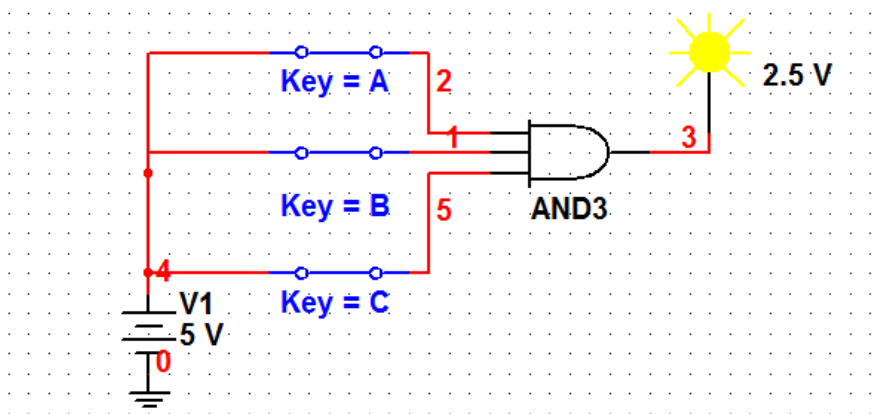 2.5 V
Key = A
2
1
3
Key = B
5
AND3
4
Key = C
V1
5 V
0